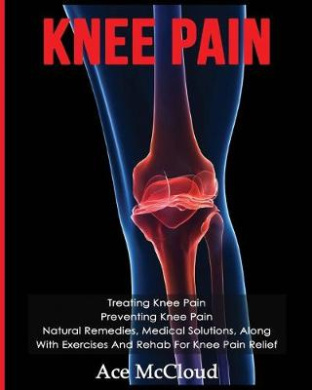 KNEE PAIN
Treating Knee Pain
Preventing Knee Pain
Natural Remedies, Medical Solutions, Along
With Exercises And Rehab For Knee Pain Relief
Ace McCloud